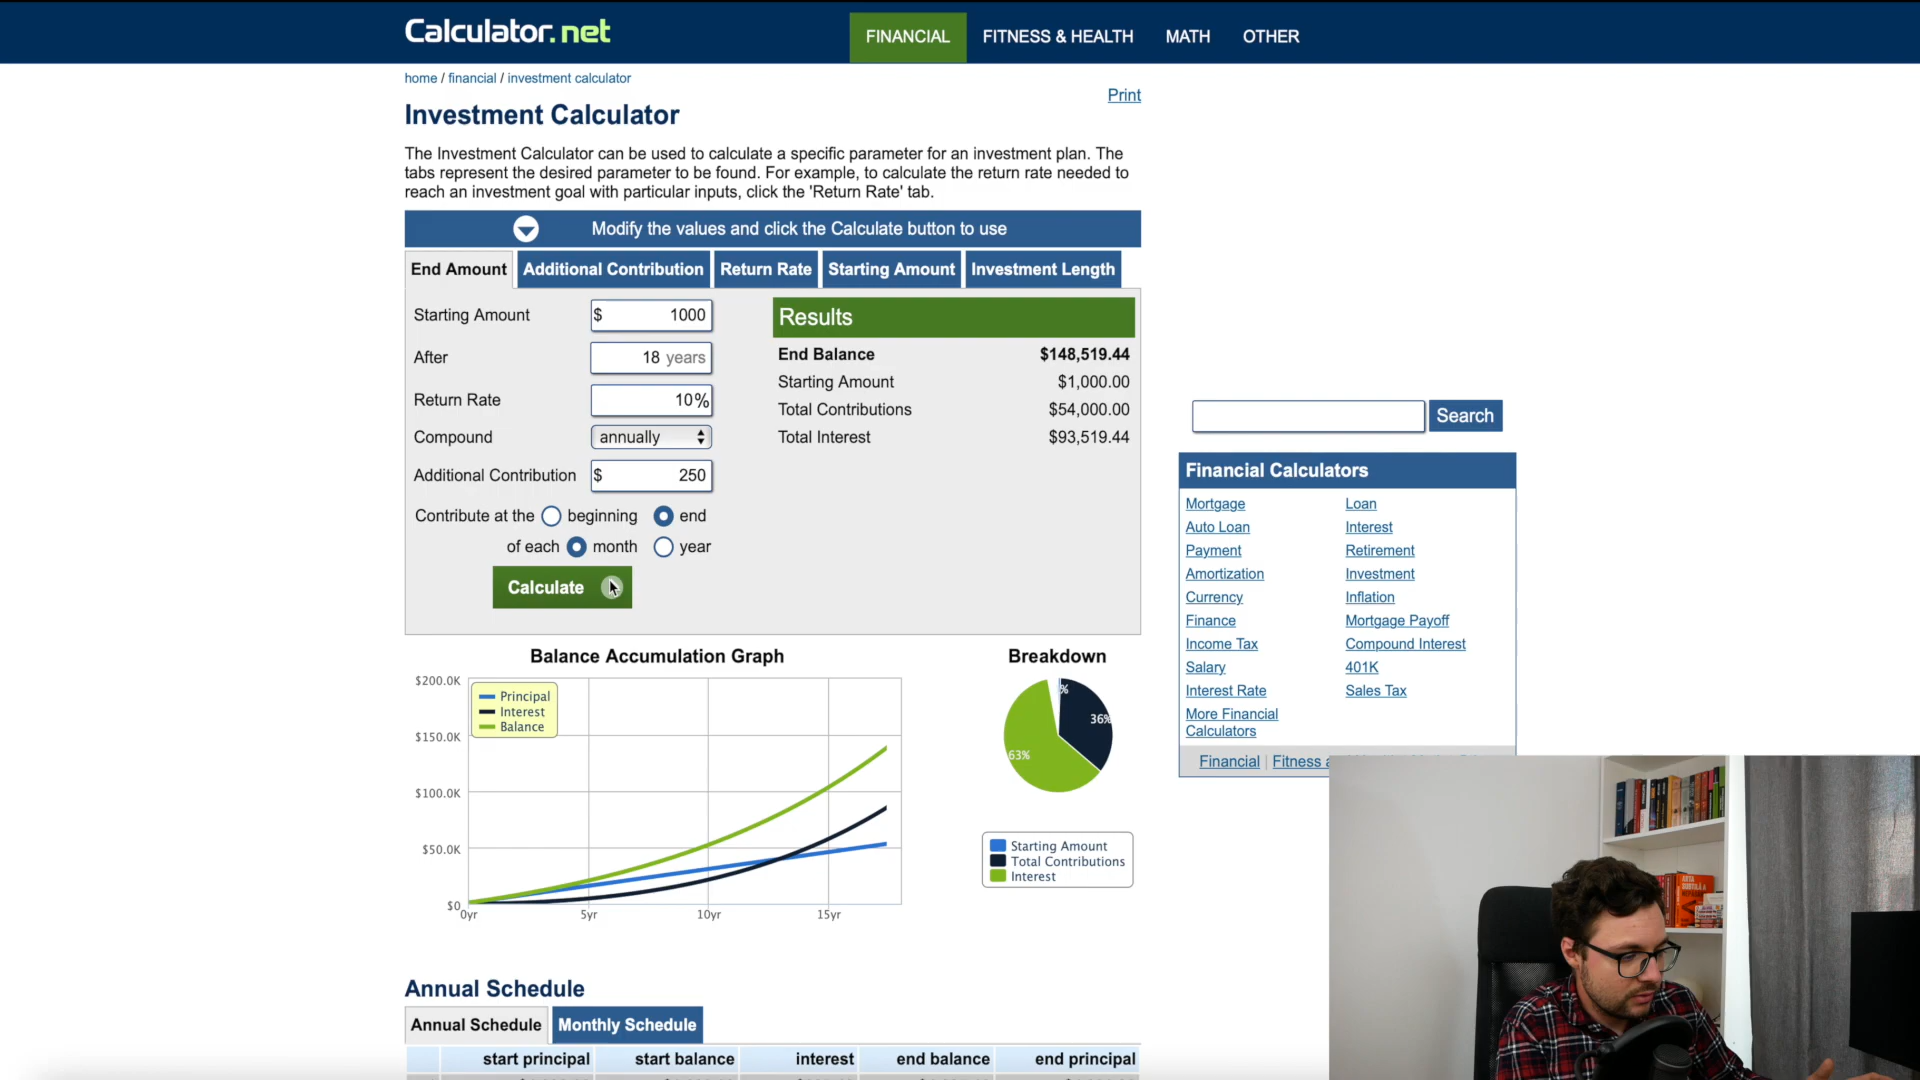 Calculator.net
FINANCIAL FITNESS & HEALTH MATH OTHER
home / financial / investment calculator
Print
Investment Calculator
The Investment Calculator can be used to calculate a specific parameter for an investment plan. The
tabs represent the desired parameter to be found. For example, to calculate the return rate needed to
reach an investment goal with particular inputs, click the 'Return Rate' tab.
Modify the values and click the Calculate button to use
End Amount Additional Contribution Return Rate Starting Amount Investment Length
Starting Amount $ 1000
After 18 years
Return Rate 10%
Compound annually
Additional Contribution $ 250
Contribute at the beginning end
of each month year
Calculate
Results
End Balance $148,519.44
Starting Amount $1,000.00
Total Contributions $54,000.00
Total Interest $93,519.44
Search
Financial Calculators
Mortgage Loan
Auto Loan Interest
Payment Retirement
Amortization Investment
Currency Inflation
Finance Mortgage Payoff
Income Tax Compound Interest
Salary 401K
Interest Rate Sales Tax
More Financial
Calculators
Financial | Fitness
Balance Accumulation Graph
$200.0K
$150.0K
$100.0K
$50.0K
$0
0yr 5yr 10yr 15yr
Principal
Interest
Balance
Breakdown
%
36%
63%
Starting Amount
Total Contributions
Interest
Annual Schedule
Annual Schedule Monthly Schedule
start principal start balance interest end balance end principal